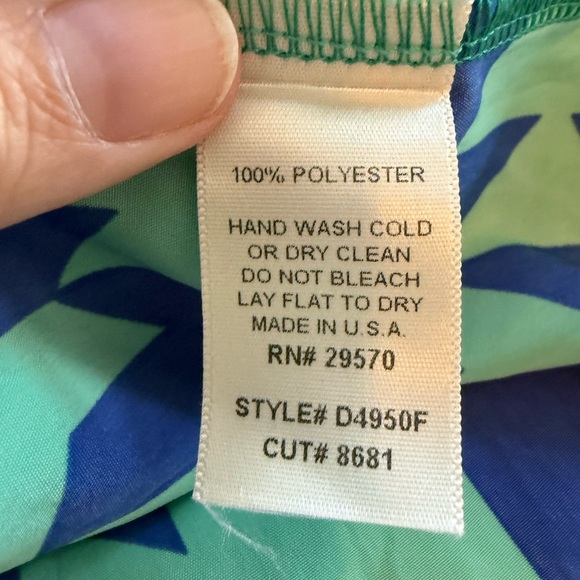 100% POLYESTER
HAND WASH COLD
OR DRY CLEAN
DO NOT BLEACH
LAY FLAT TO DRY
MADE IN U.S.A.
RN# 29570
STYLE# D4950F
CUT# 8681